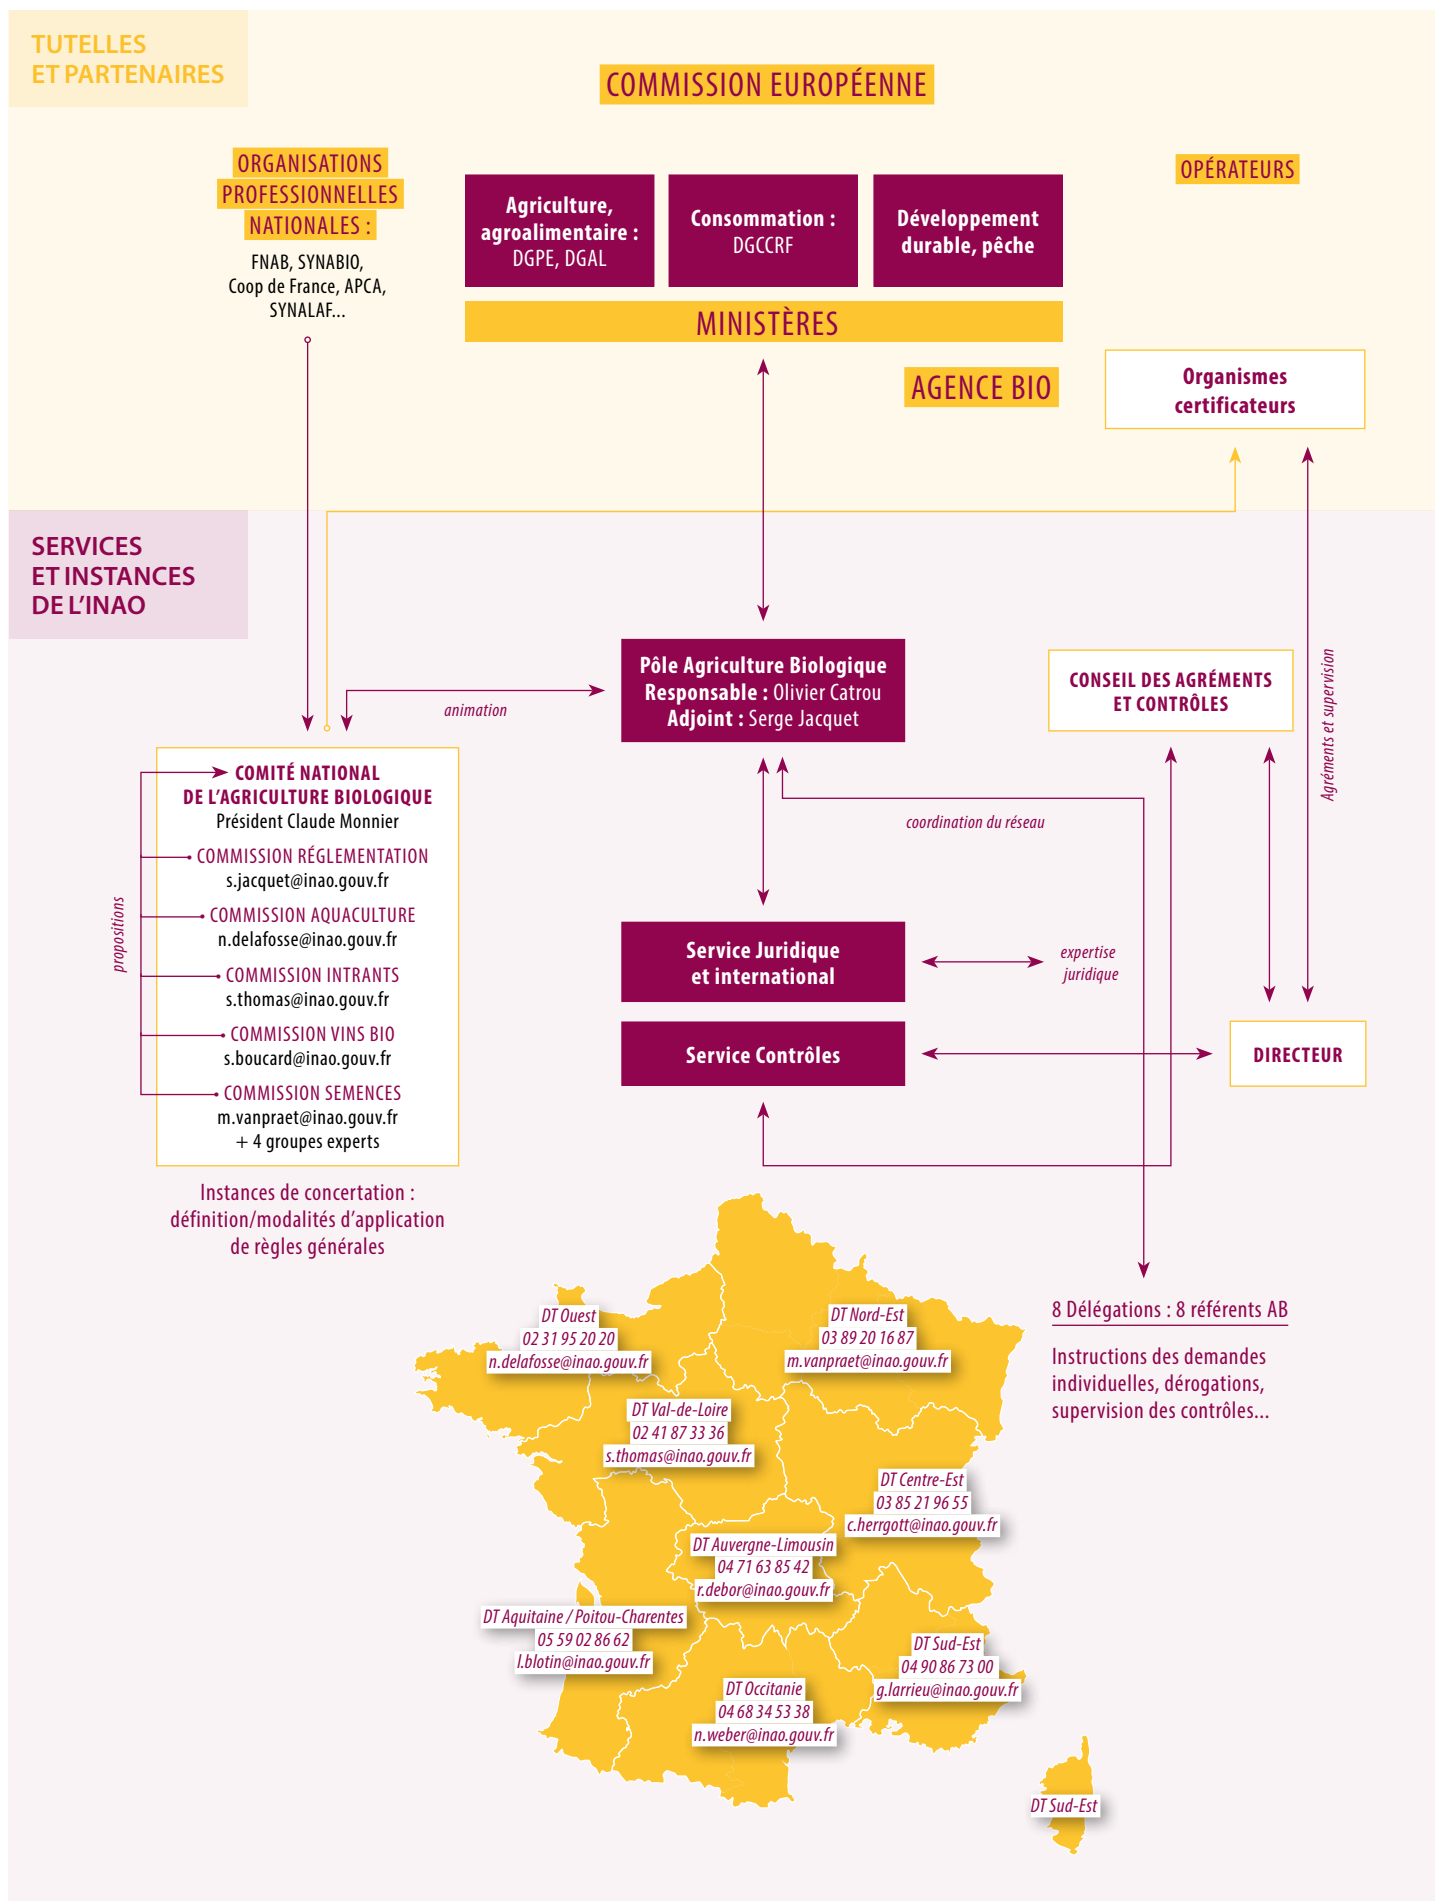 TUTELLES
ET PARTENAIRES
COMMISSION EUROPÉENNE
ORGANISATIONS
PROFESSIONNELLES
NATIONALES :
FNAB, SYNABIO,
Coop de France, APCA,
SYNALAF...
Agriculture,
agroalimentaire :
DGPE, DGAL
Consommation :
DGCCRF
Développement
durable, pêche
MINISTÈRES
OPÉRATEURS
AGENCE BIO
Organismes
certificateurs
SERVICES
ET INSTANCES
DE L’INAO
Pôle Agriculture Biologique
Responsable : Olivier Catrou
Adjoint : Serge Jacquet
animation
CONSEIL DES AGRÉMENTS
ET CONTRÔLES
Agréments et supervision
COMITÉ NATIONAL
DE L’AGRICULTURE BIOLOGIQUE
Président Claude Monnier
COMMISSION RÉGLEMENTATION
s.jacquet@inao.gouv.fr
COMMISSION AQUACULTURE
n.delafosse@inao.gouv.fr
COMMISSION INTRANTS
s.thomas@inao.gouv.fr
COMMISSION VINS BIO
s.boucard@inao.gouv.fr
COMMISSION SEMENCES
m.vanpraet@inao.gouv.fr
+ 4 groupes experts
propositions
Instances de concertation :
définition/modalités d’application
de règles générales
coordination du réseau
Service Juridique
et international
expertise
juridique
Service Contrôles
DIRECTEUR
8 Délégations : 8 référents AB
Instructions des demandes
individuelles, dérogations,
supervision des contrôles...
DT Ouest
02 31 95 20 20
n.delafosse@inao.gouv.fr
DT Nord-Est
03 89 20 16 87
m.vanpraet@inao.gouv.fr
DT Val-de-Loire
02 41 87 33 36
s.thomas@inao.gouv.fr
DT Centre-Est
03 85 21 96 55
c.herrgott@inao.gouv.fr
DT Auvergne-Limousin
04 71 63 85 42
r.debor@inao.gouv.fr
DT Aquitaine / Poitou-Charentes
05 59 02 86 62
l.blotin@inao.gouv.fr
DT Sud-Est
04 90 86 73 00
g.larrieu@inao.gouv.fr
DT Occitanie
04 68 34 53 38
n.weber@inao.gouv.fr
DT Sud-Est